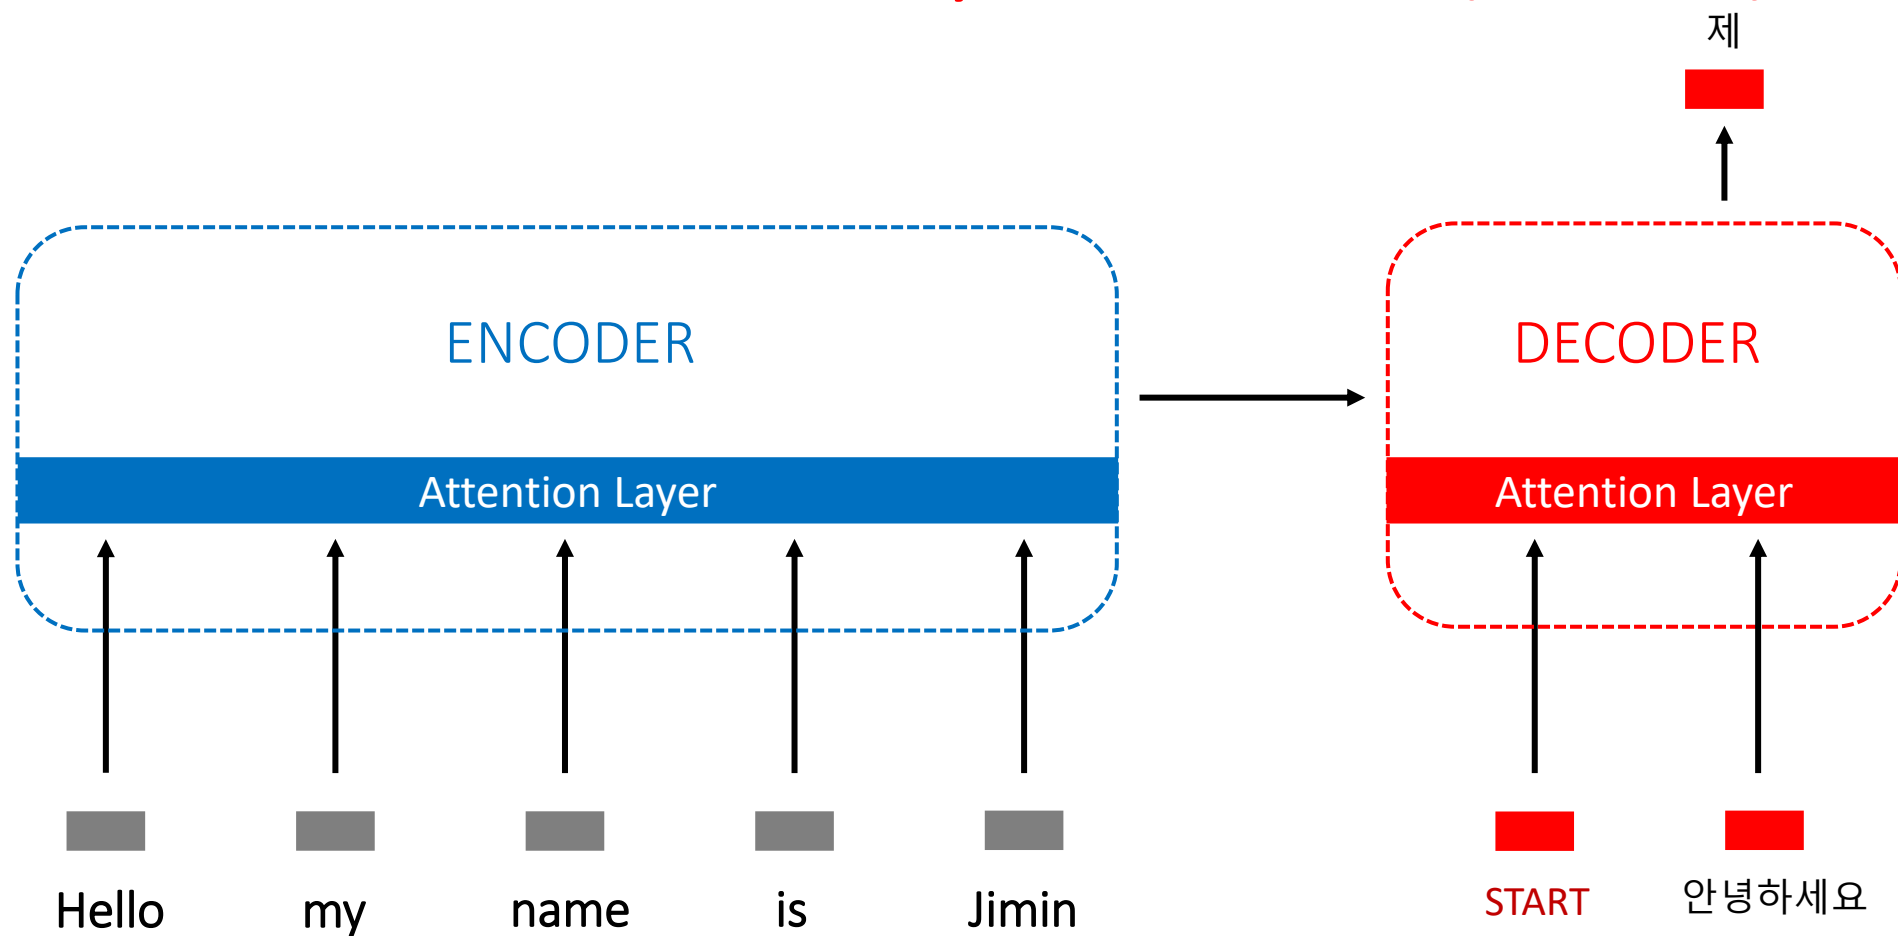 제
ENCODER
DECODER
Attention Layer
Attention Layer
Hello my name is Jimin
START 안녕하세요